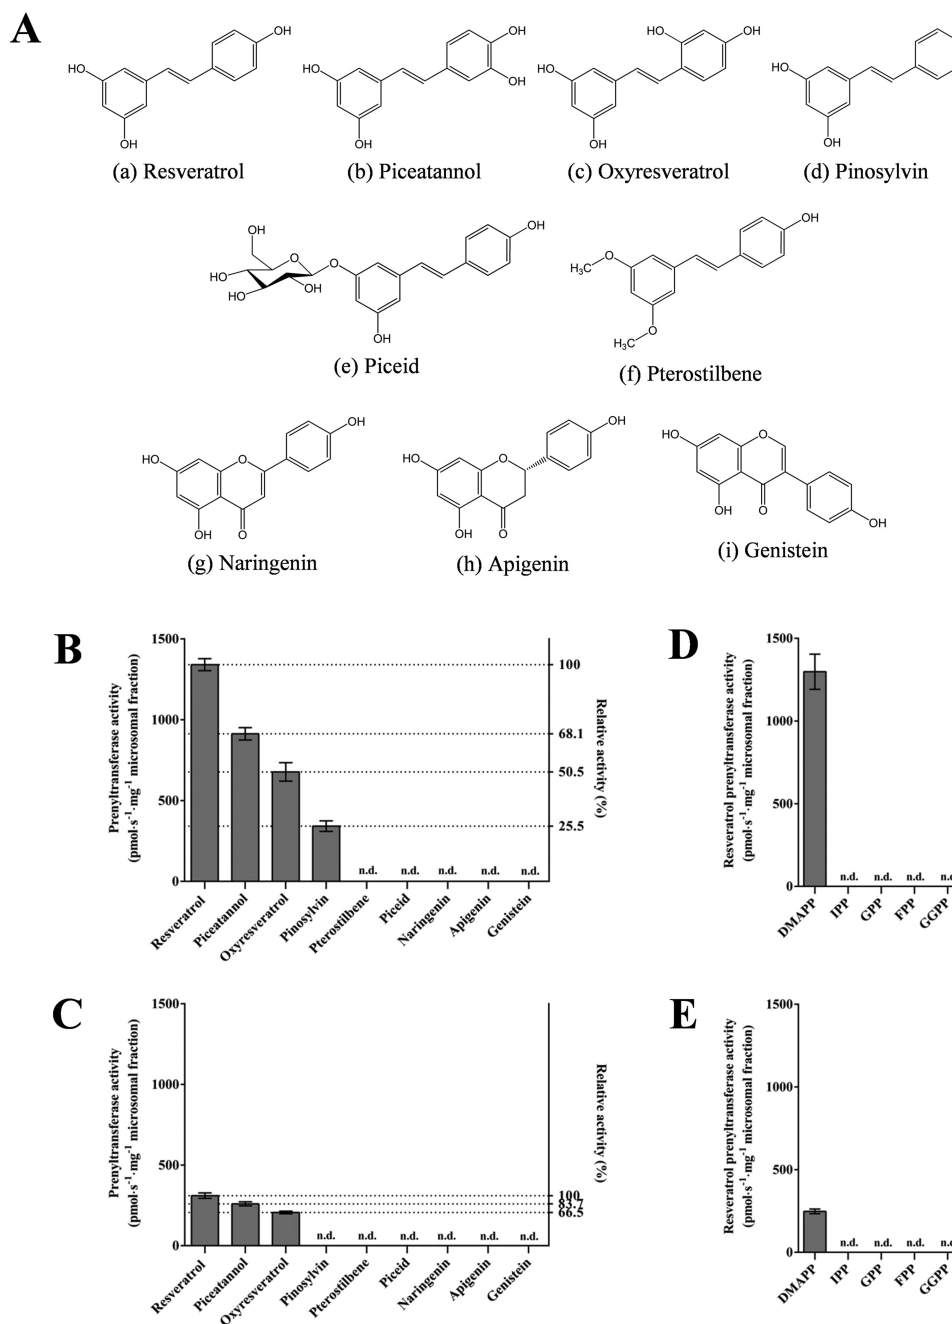 A
HO OH OH
HO OH OH OH
HO HO OH OH
HO OH
(a) Resveratrol (b) Piceatannol (c) Oxyresveratrol (d) Pinosylvin
OH HO O HO OH O OH OH
H₃C O O H₃C OH
(e) Piceid (f) Pterostilbene
HO O OH OH O
HO O OH OH O
HO O OH O OH
(g) Naringenin (h) Apigenin (i) Genistein
B
Prenyltransferase activity
(pmol·s⁻¹·mg⁻¹ microsomal fraction)
1500
1000
500
0
n.d. n.d. n.d. n.d. n.d.
Resveratrol
Piceatannol
Oxyresveratrol
Pinosylvin
Pterostilbene
Piceid
Naringenin
Apigenin
Genistein
100
68.1
50.5
25.5
Relative activity (%)
D
Resveratrol prenyltransferase activity
(pmol·s⁻¹·mg⁻¹ microsomal fraction)
1500
1000
500
0
n.d. n.d. n.d. n.d
DMAPP
IPP
GPP
FPP
GGPP
C
Prenyltransferase activity
(pmol·s⁻¹·mg⁻¹ microsomal fraction)
1500
1000
500
0
n.d. n.d. n.d. n.d. n.d. n.d.
Resveratrol
Piceatannol
Oxyresveratrol
Pinosylvin
Pterostilbene
Piceid
Naringenin
Apigenin
Genistein
100
83.7
66.5
Relative activity (%)
E
Resveratrol prenyltransferase activity
(pmol·s⁻¹·mg⁻¹ microsomal fraction)
1500
1000
500
0
n.d. n.d. n.d. n.d
DMAPP
IPP
GPP
FPP
GGPP